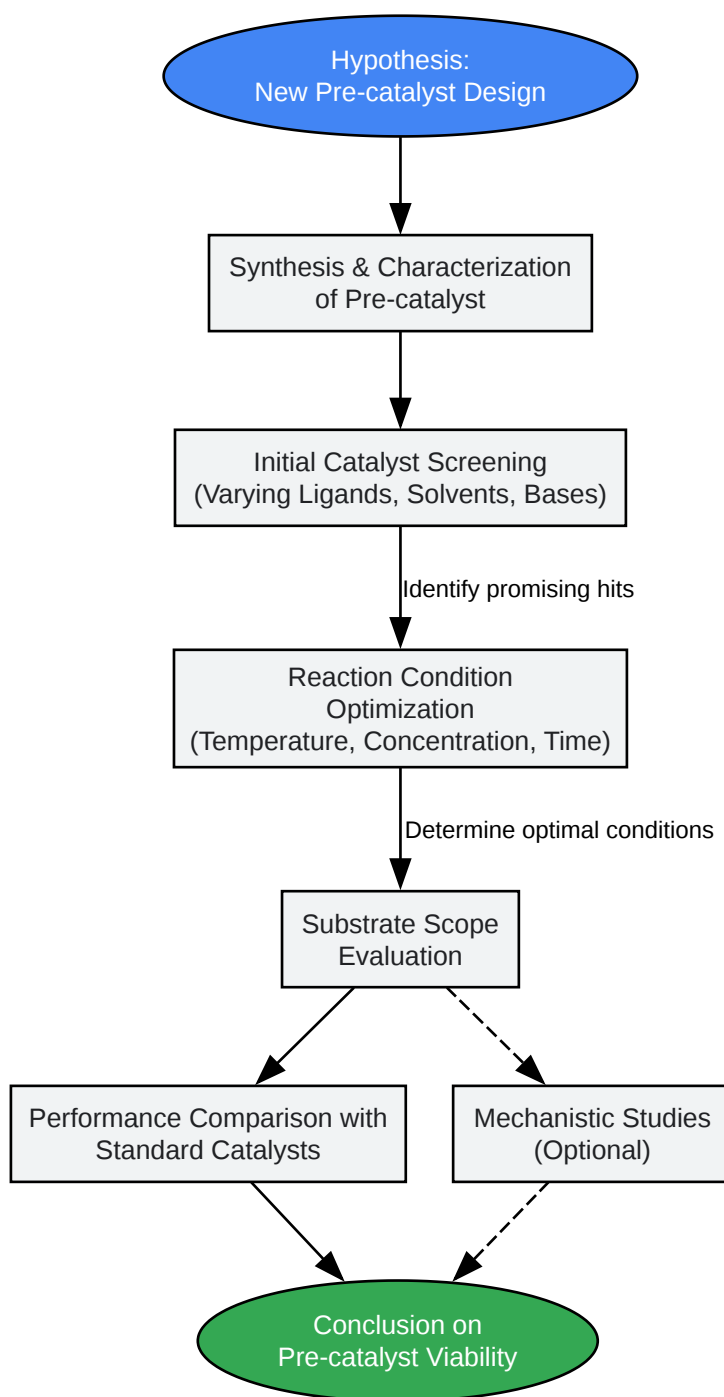 Hypothesis:
New Pre-catalyst Design
Synthesis & Characterization
of Pre-catalyst
Initial Catalyst Screening
(Varying Ligands, Solvents, Bases)
Identify promising hits
Reaction Condition
Optimization
(Temperature, Concentration, Time)
Determine optimal conditions
Substrate Scope
Evaluation
Performance Comparison with
Standard Catalysts
Mechanistic Studies
(Optional)
Conclusion on
Pre-catalyst Viability